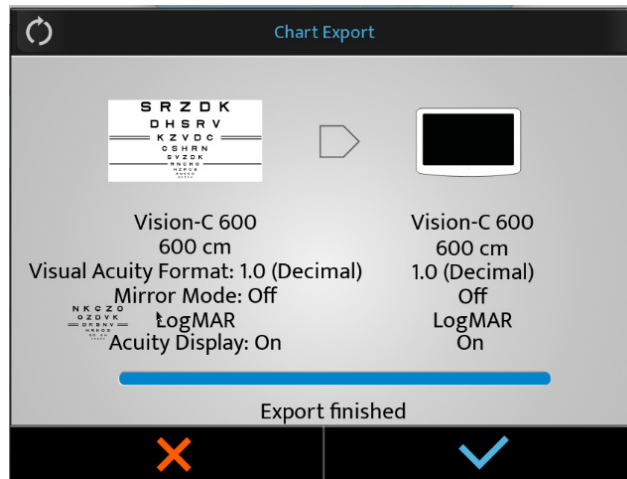 Chart Export
S R Z D K
D H S R V
K Z V D C
C S H R N
S V Z D K
Vision-C 600
600 cm
Visual Acuity Format: 1.0 (Decimal)
Mirror Mode: Off
LogMAR
Acuity Display: On
N K C Z O
O Z D V K
Vision-C 600
600 cm
1.0 (Decimal)
Off
LogMAR
On
Export finished